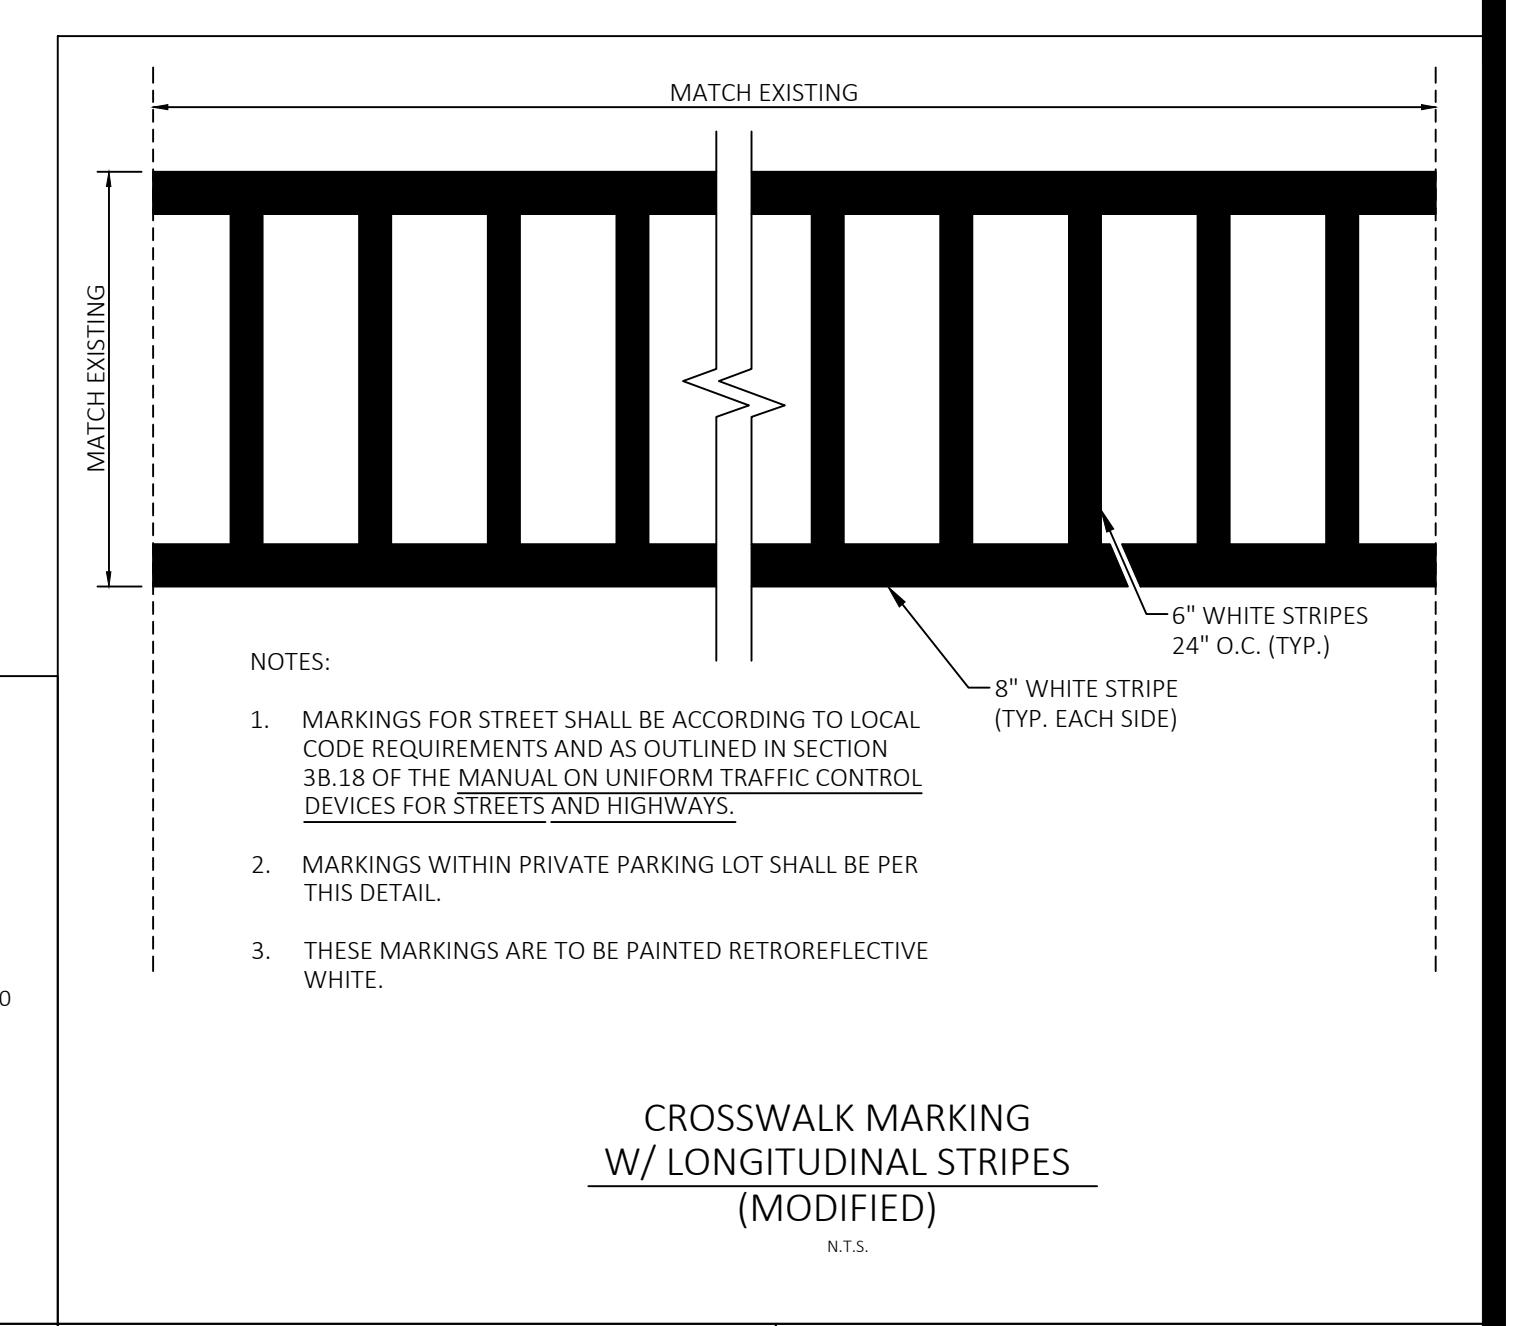 MATCH EXISTING
MATCH EXISTING
6" WHITE STRIPES
24" O.C. (TYP.)
8" WHITE STRIPE
(TYP. EACH SIDE)
NOTES:
1. MARKINGS FOR STREET SHALL BE ACCORDING TO LOCAL
CODE REQUIREMENTS AND AS OUTLINED IN SECTION
3B.18 OF THE MANUAL ON UNIFORM TRAFFIC CONTROL
DEVICES FOR STREETS AND HIGHWAYS.
2. MARKINGS WITHIN PRIVATE PARKING LOT SHALL BE PER
THIS DETAIL.
3. THESE MARKINGS ARE TO BE PAINTED RETROREFLECTIVE
WHITE.
0
CROSSWALK MARKING
W/ LONGITUDINAL STRIPES
(MODIFIED)
N.T.S.